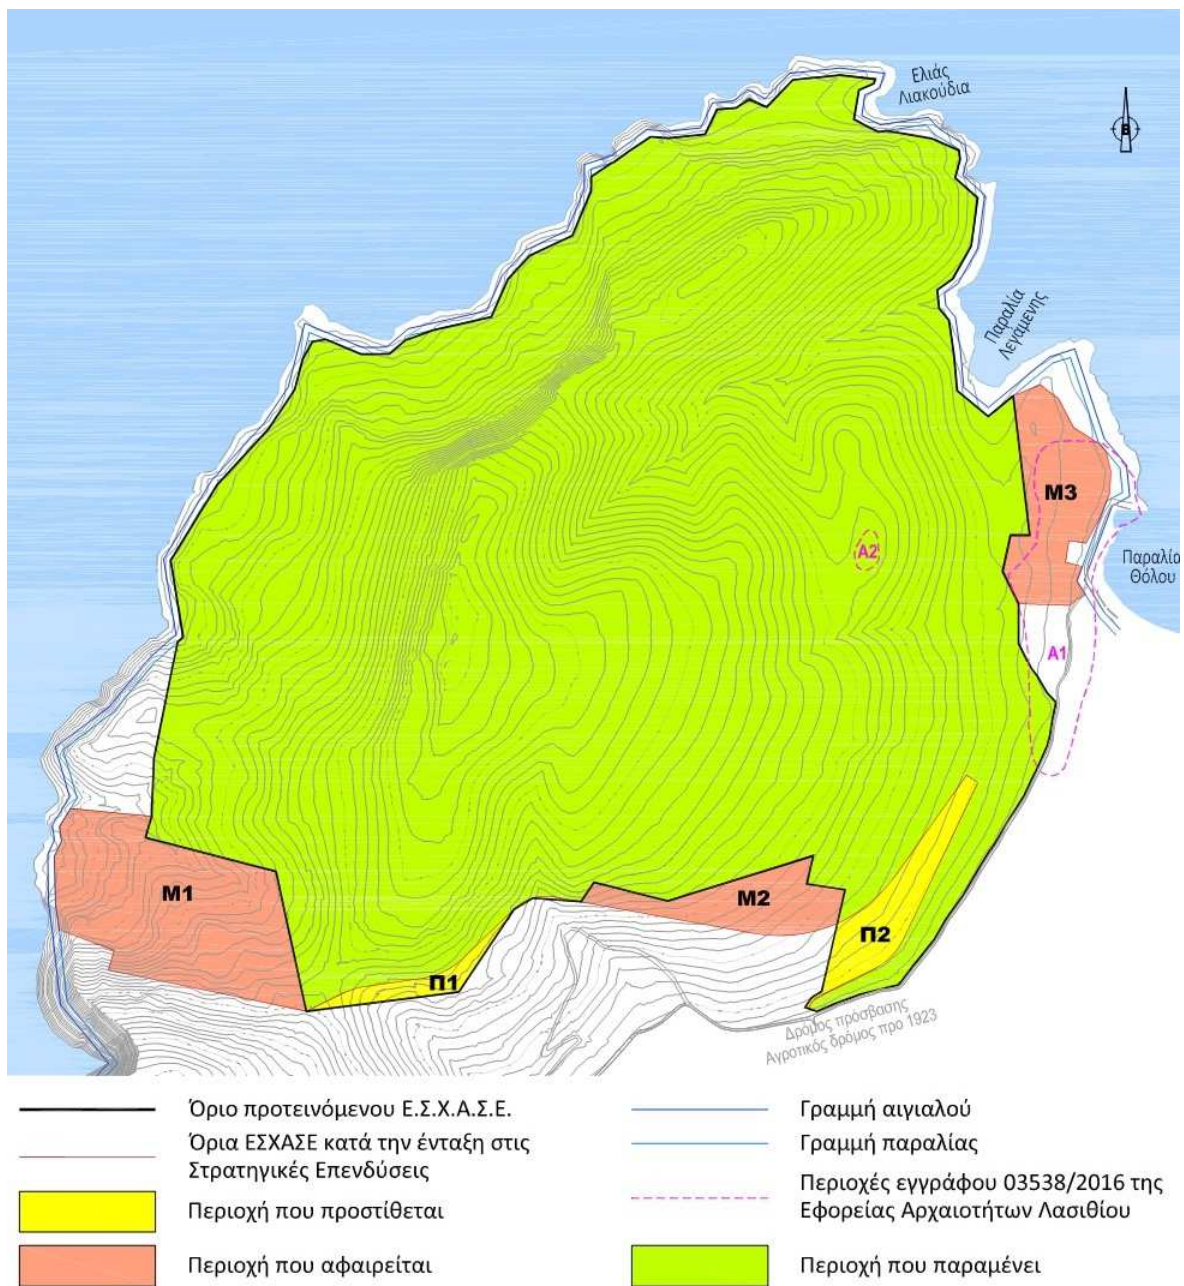 Ελιάς
Λιακούδια
Β
Παραλία
Λεγάμενης
Μ3
Α2
Παραλία
Θόλου
Α1
Μ1
Μ2
Π2
Π1
Δρόμος πρόσβασης
Αγροτικός δρόμος προ 1923
Όριο προτεινόμενου Ε.Σ.Χ.Α.Σ.Ε.
Όρια ΕΣΧΑΣΕ κατά την ένταξη στις
Στρατηγικές Επενδύσεις
Περιοχή που προστίθεται
Περιοχή που αφαιρείται
Γραμμή αιγιαλού
Γραμμή παραλίας
Περιοχές εγγράφου 03538/2016 της
Εφορείας Αρχαιοτήτων Λασιθίου
Περιοχή που παραμένει